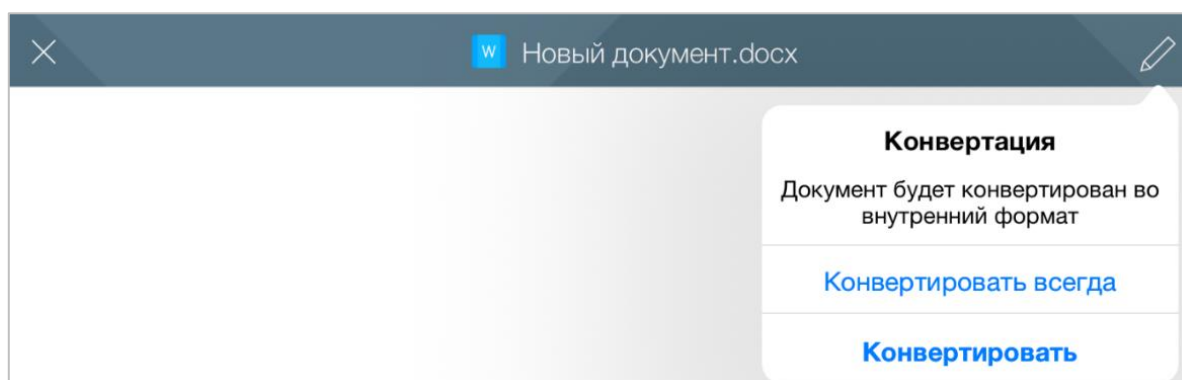 W Новый документ.docx
Конвертация
Документ будет конвертирован во
внутренний формат
Конвертировать всегда
Конвертировать